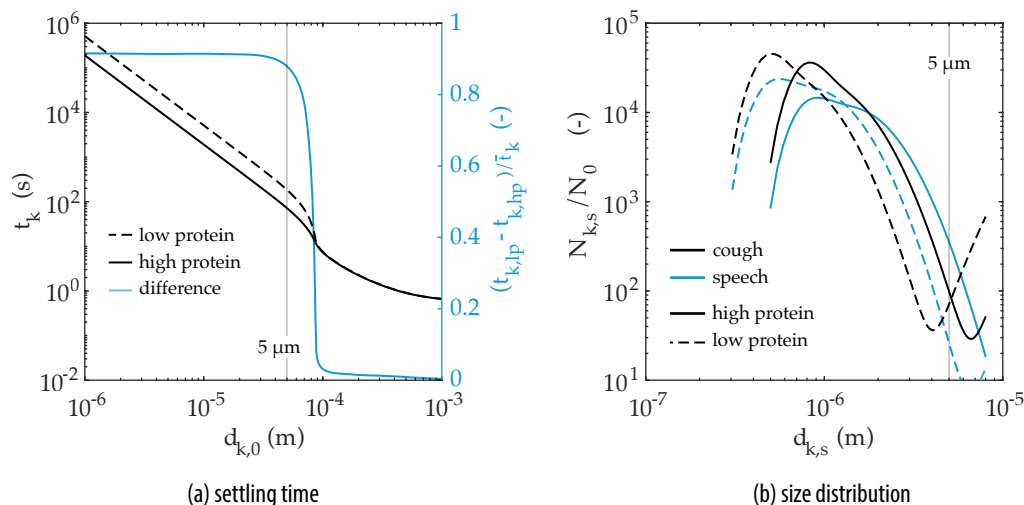 10^6
10^4
10^2
10^0
10^-2
t_k (s)
low protein
high protein
difference
5 μm
1
0.8
0.6
0.4
0.2
0
(t_k,lp - t_k,hp)/t̄_k (-)
10^-6
10^-5
10^-4
10^-3
d_k,0 (m)
(a) settling time
10^5
10^4
10^3
10^2
10^1
N_k,s/N_0 (-)
5 μm
cough
speech
high protein
low protein
10^-7
10^-6
10^-5
d_k,s (m)
(b) size distribution